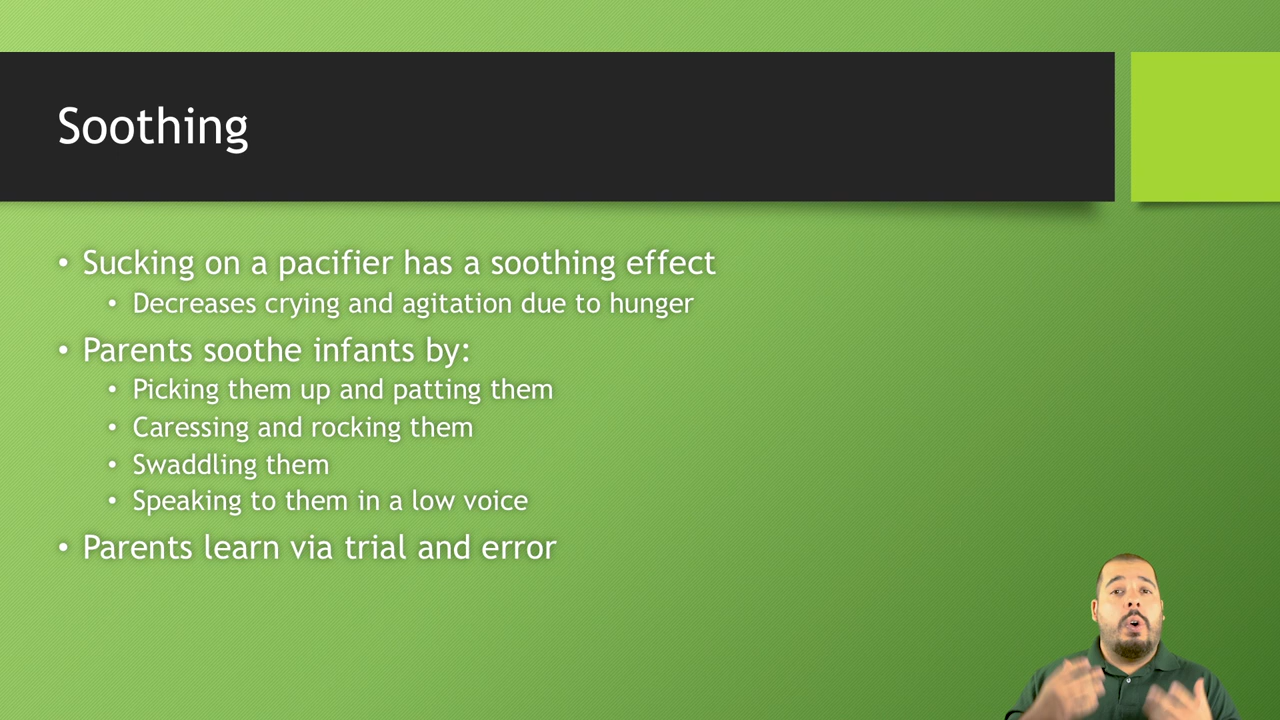 Soothing
• Sucking on a pacifier has a soothing effect
• Decreases crying and agitation due to hunger
• Parents soothe infants by:
• Picking them up and patting them
• Caressing and rocking them
• Swaddling them
• Speaking to them in a low voice
• Parents learn via trial and error